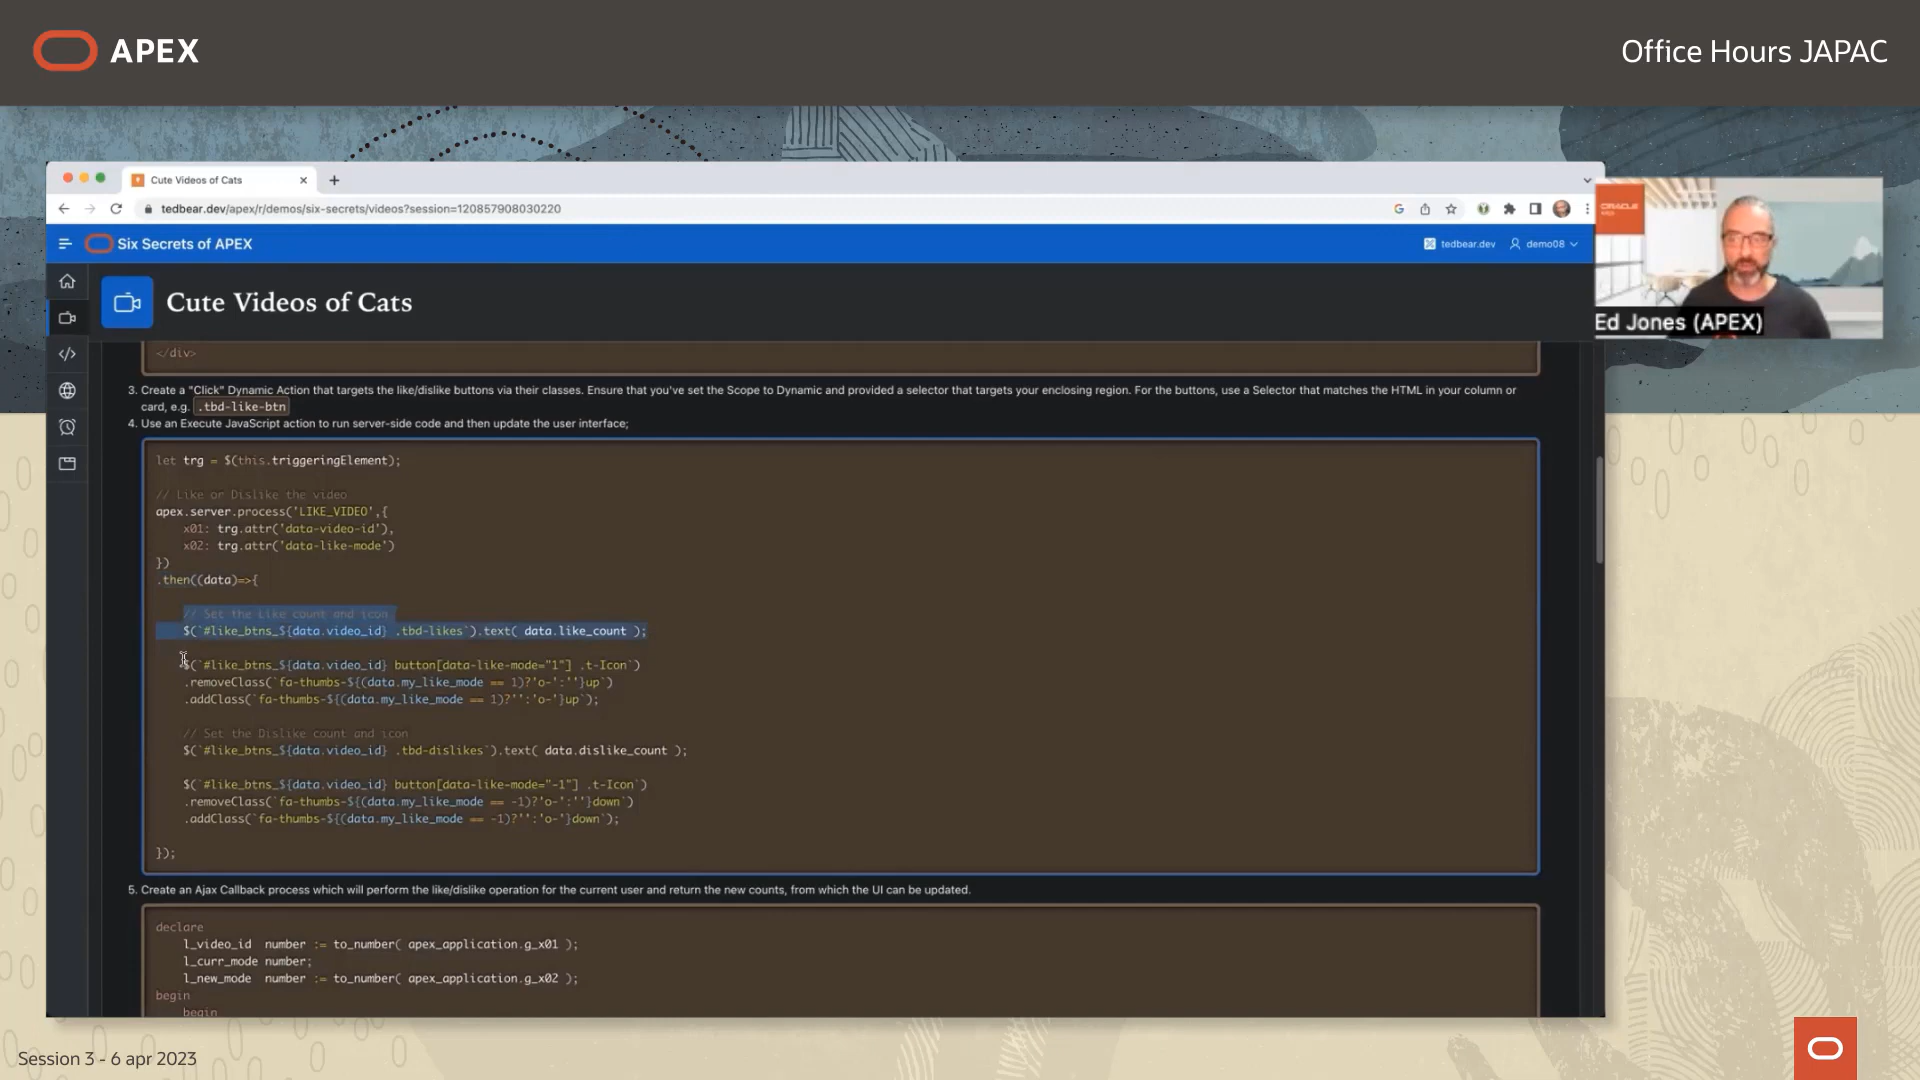 APEX
Office Hours JAPAC
Cute Videos of Cats
tedbear.dev/apex/r/demos/six-secrets/videos?session=120857908030220
Six Secrets of APEX
tedbear.dev
demo08
Cute Videos of Cats
ORACLE
Ed Jones (APEX)
</div>
3. Create a "Click" Dynamic Action that targets the like/dislike buttons via their classes. Ensure that you've set the Scope to Dynamic and provided a selector that targets your enclosing region. For the buttons, use a Selector that matches the HTML in your column or
card, e.g. .tbd-like-btn
4. Use an Execute JavaScript action to run server-side code and then update the user interface;
let trg = $(this.triggeringElement);
// Like or Dislike the video
apex.server.process('LIKE_VIDEO',{
x01: trg.attr('data-video-id'),
x02: trg.attr('data-like-mode')
})
.then((data)=>{
// Set the Like count and icon
$(`#like_btns_${data.video_id} .tbd-likes`).text( data.like_count );
$(`#like_btns_${data.video_id} button[data-like-mode="1"] .t-Icon`)
.removeClass(`fa-thumbs-${(data.my_like_mode == 1)?'o-':''}up`)
.addClass(`fa-thumbs-${(data.my_like_mode == 1)?'':'o-'}up`);
// Set the Dislike count and icon
$(`#like_btns_${data.video_id} .tbd-dislikes`).text( data.dislike_count );
$(`#like_btns_${data.video_id} button[data-like-mode="-1"] .t-Icon`)
.removeClass(`fa-thumbs-${(data.my_like_mode == -1)?'o-':''}down`)
.addClass(`fa-thumbs-${(data.my_like_mode == -1)?'':'o-'}down`);
});
5. Create an Ajax Callback process which will perform the like/dislike operation for the current user and return the new counts, from which the UI can be updated.
declare
l_video_id number := to_number( apex_application.g_x01 );
l_curr_mode number;
l_new_mode number := to_number( apex_application.g_x02 );
begin
begin
Session 3 - 6 apr 2023